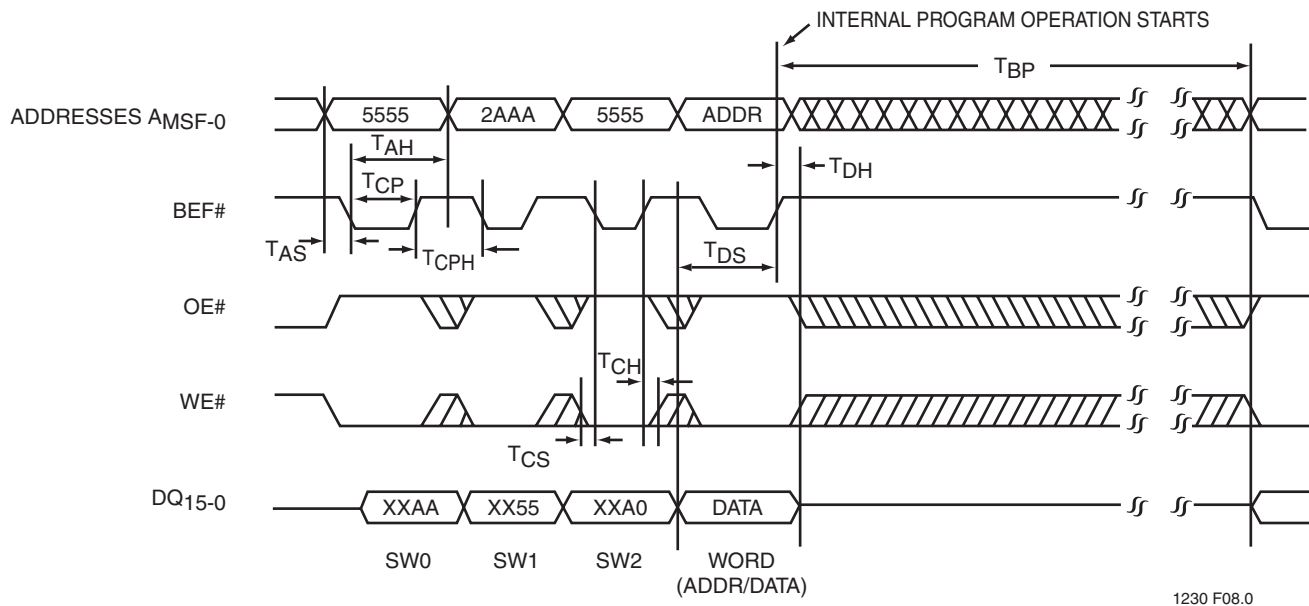 INTERNAL PROGRAM OPERATION STARTS
TBP
ADDRESSES AMSF-0
5555
2AAA
5555
ADDR
TAH
TDH
TCP
BEF#
TAS
TCPH
TDS
OE#
TCH
WE#
TCS
DQ15-0
XXAA
XX55
XXA0
DATA
SW0
SW1
SW2
WORD
(ADDR/DATA)
1230 F08.0